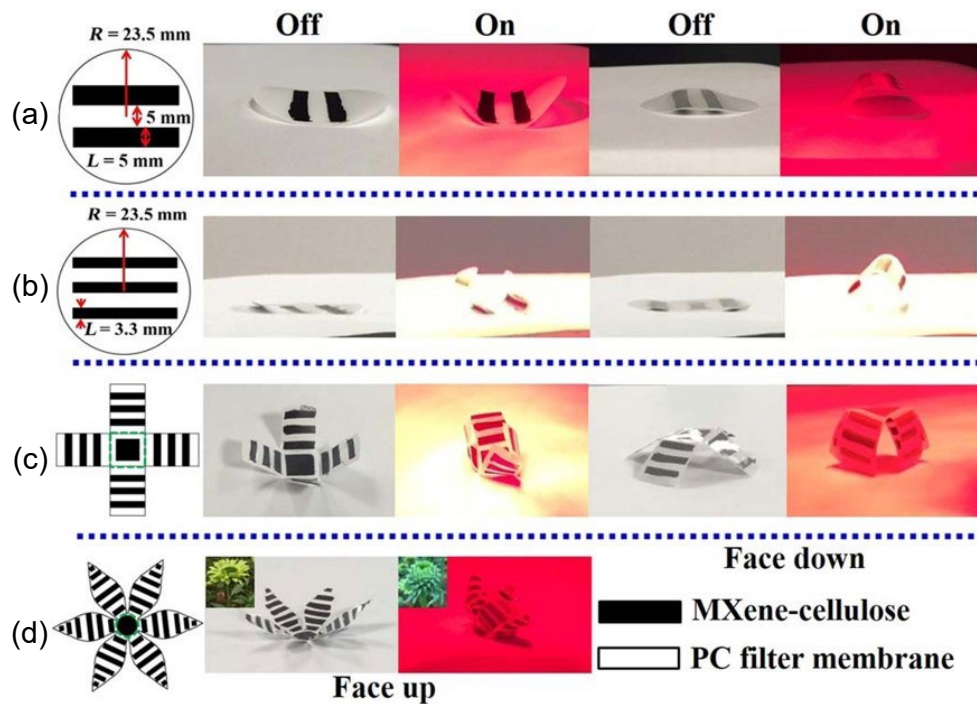 Off On Off On
(a)
R = 23.5 mm
5 mm
L = 5 mm
(b)
R = 23.5 mm
L = 3.3 mm
(c)
Face down
(d)
MXene-cellulose
PC filter membrane
Face up